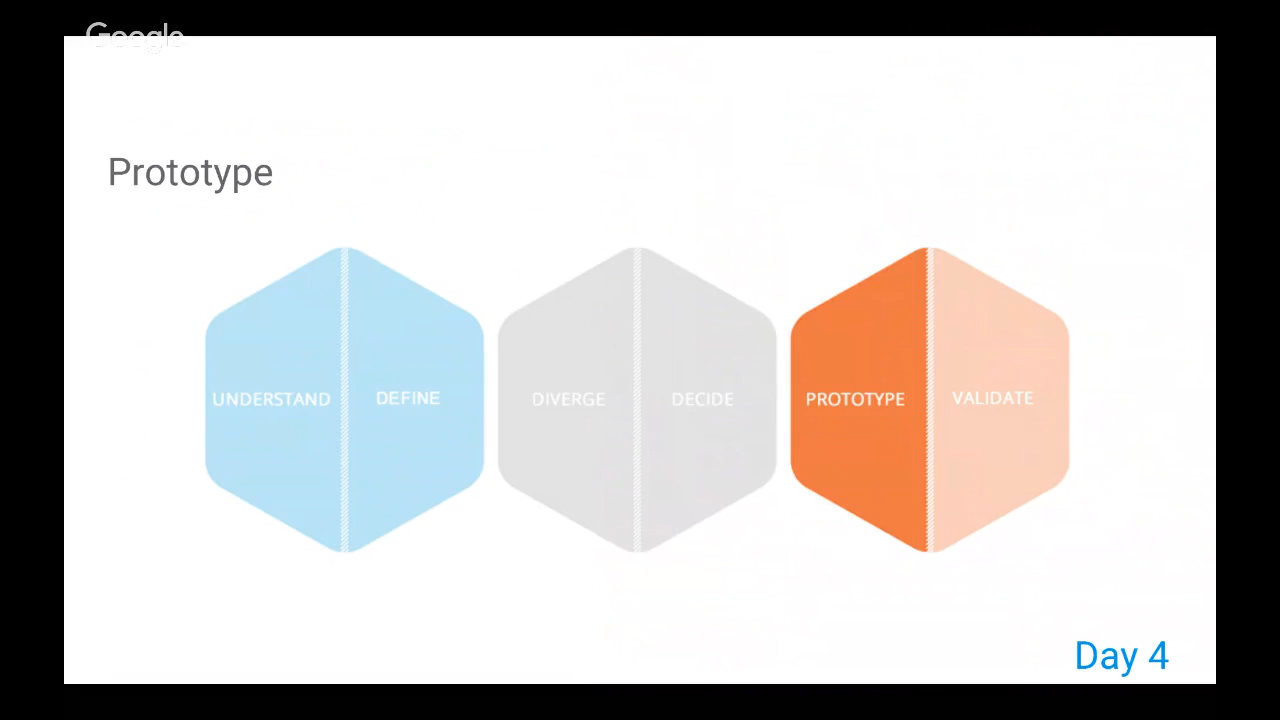 Google
Prototype
UNDERSTAND DEFINE DIVERGE DECIDE PROTOTYPE VALIDATE
Day 4